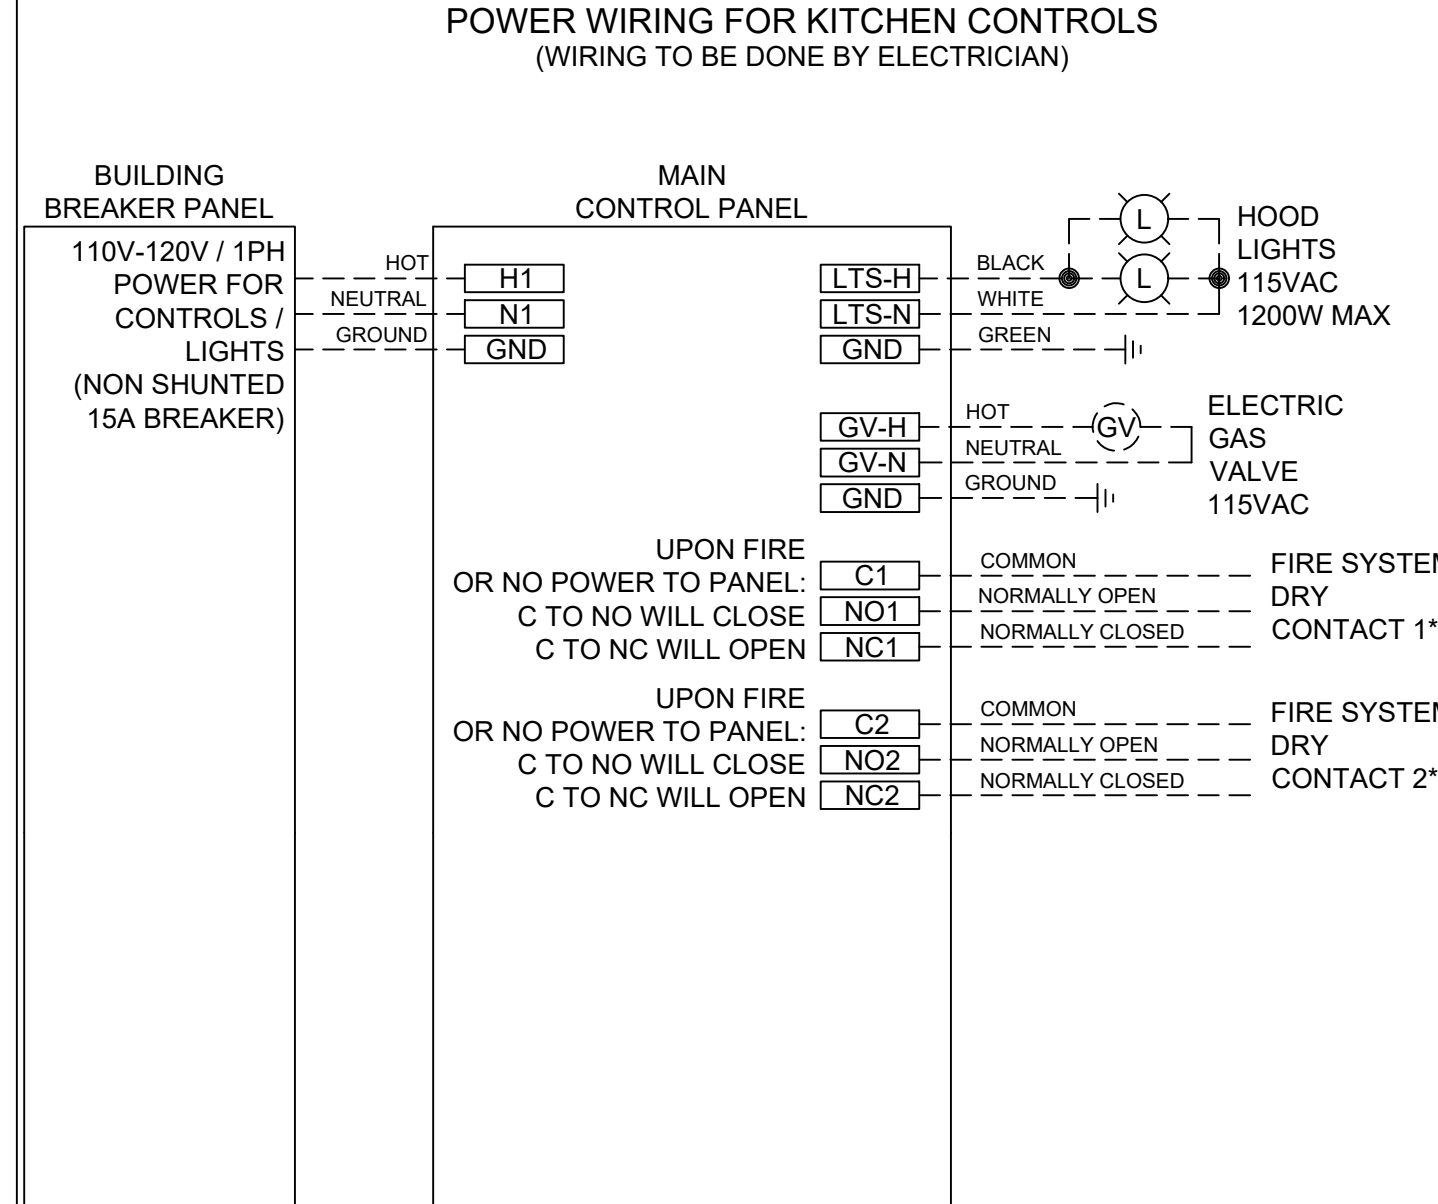 POWER WIRING FOR KITCHEN CONTROLS
(WIRING TO BE DONE BY ELECTRICIAN)
BUILDING
BREAKER PANEL
110V-120V / 1PH
POWER FOR
CONTROLS /
LIGHTS
(NON SHUNTED
15A BREAKER)
HOT
NEUTRAL
GROUND
MAIN
CONTROL PANEL
H1
N1
GND
LTS-H
LTS-N
GND
BLACK
WHITE
GREEN
L
L
HOOD
LIGHTS
115VAC
1200W MAX
GV-H
GV-N
GND
HOT
NEUTRAL
GROUND
GV
ELECTRIC
GAS
VALVE
115VAC
UPON FIRE
OR NO POWER TO PANEL:
C TO NO WILL CLOSE
C TO NC WILL OPEN
C1
NO1
NC1
COMMON
NORMALLY OPEN
NORMALLY CLOSED
FIRE SYSTEM
DRY
CONTACT 1*
UPON FIRE
OR NO POWER TO PANEL:
C TO NO WILL CLOSE
C TO NC WILL OPEN
C2
NO2
NC2
COMMON
NORMALLY OPEN
NORMALLY CLOSED
FIRE SYSTEM
DRY
CONTACT 2*